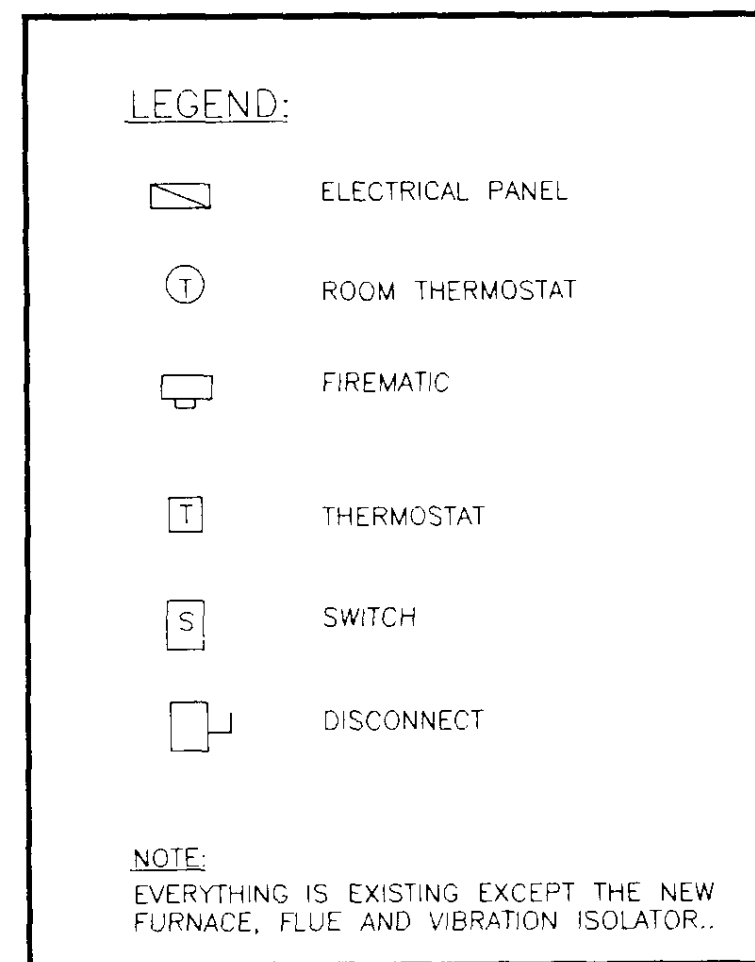 LEGEND:
ELECTRICAL PANEL
T ROOM THERMOSTAT
FIREMATIC
T THERMOSTAT
S SWITCH
DISCONNECT
NOTE:
EVERYTHING IS EXISTING EXCEPT THE NEW
FURNACE, FLUE AND VIBRATION ISOLATOR..